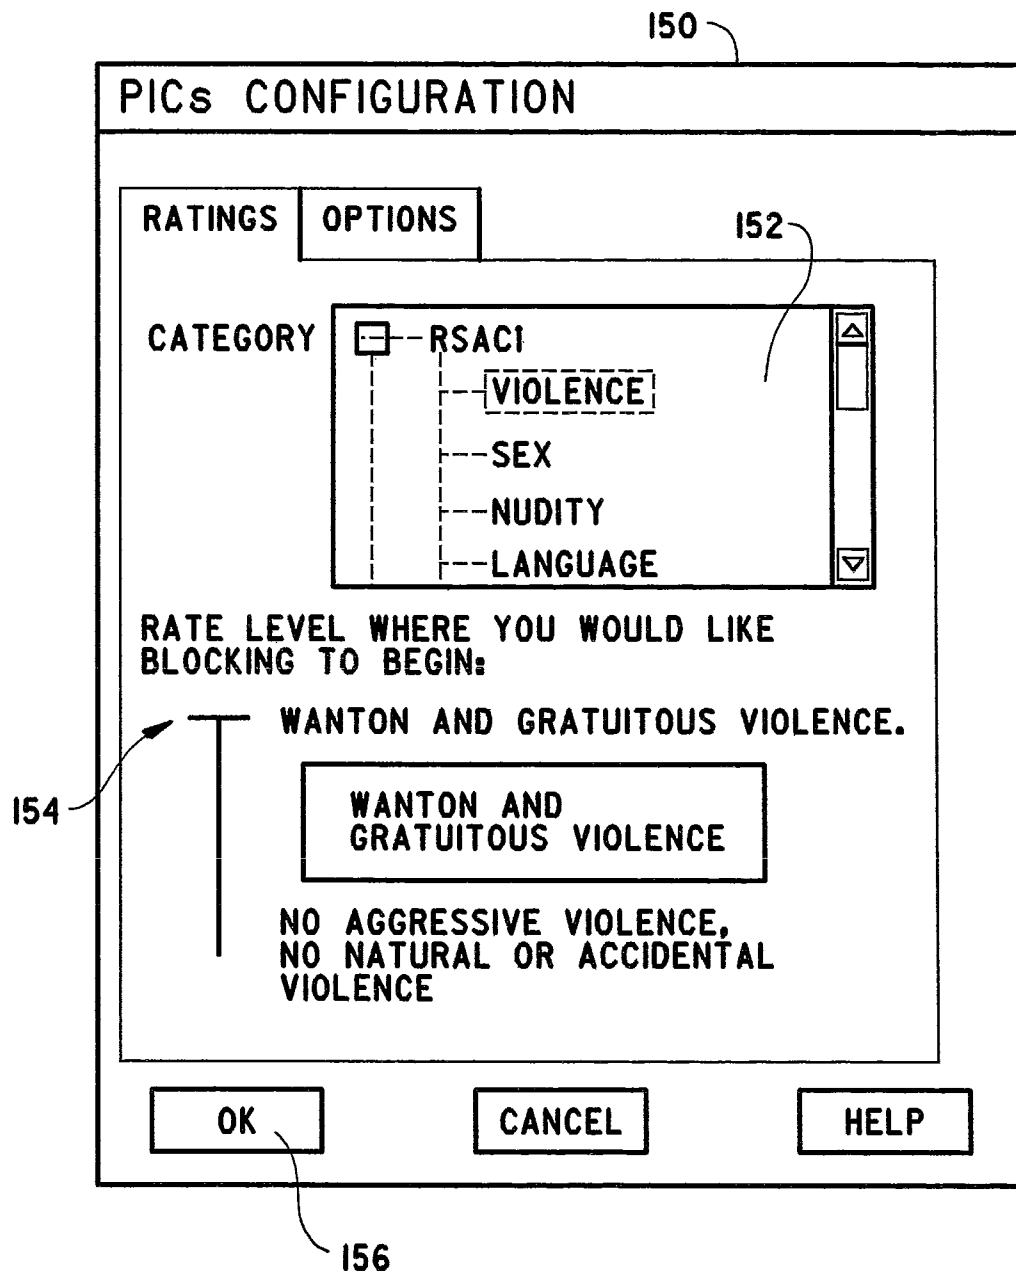 150
PICs CONFIGURATION
RATINGS
OPTIONS
152
CATEGORY
RSACI
VIOLENCE
SEX
NUDITY
LANGUAGE
RATE LEVEL WHERE YOU WOULD LIKE
BLOCKING TO BEGIN:
WANTON AND GRATUITOUS VIOLENCE.
154
WANTON AND
GRATUITOUS VIOLENCE
NO AGGRESSIVE VIOLENCE,
NO NATURAL OR ACCIDENTAL
VIOLENCE
OK
CANCEL
HELP
156